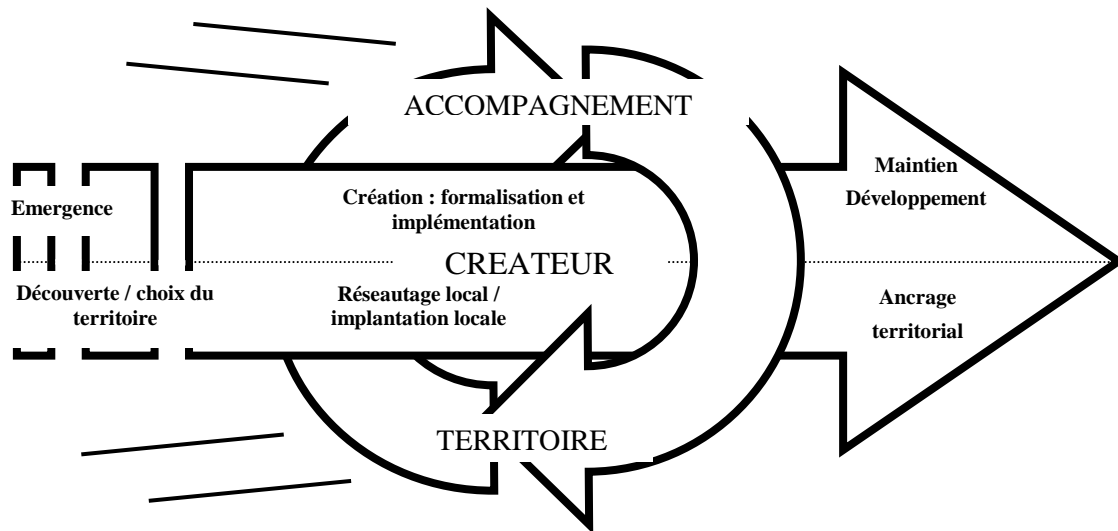 ACCOMPAGNEMENT
Emergence
Création : formalisation et
implémentation
Maintien
Développement
CREATEUR
Découverte / choix du
territoire
Réseautage local /
implantation locale
Ancrage
territorial
TERRITOIRE